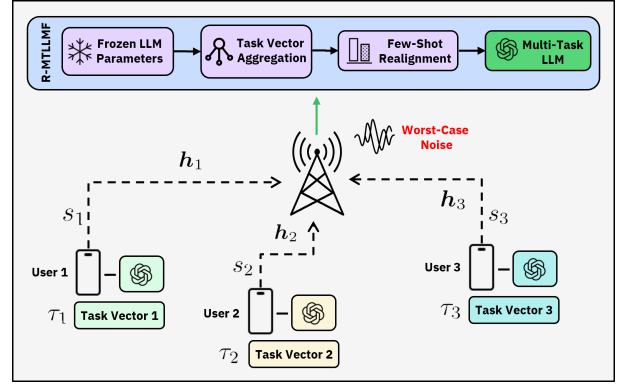 R-MTLLMF
Frozen LLM
Parameters
Task Vector
Aggregation
Few-Shot
Realignment
Multi-Task
LLM
Worst-Case
Noise
h1
h2
h3
s1
s2
s3
User 1
τ1 Task Vector 1
User 2
τ2 Task Vector 2
User 3
τ3 Task Vector 3